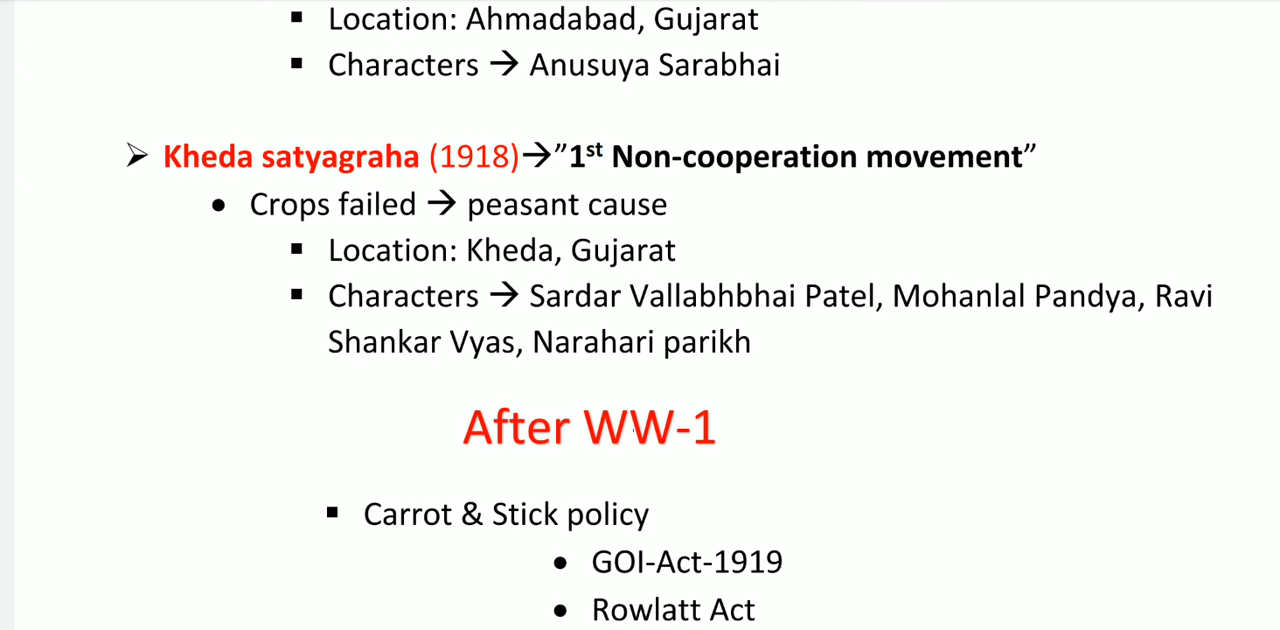 ▪ Location: Ahmadabad, Gujarat
▪ Characters → Anusuya Sarabhai
➢ Kheda satyagraha (1918)→”1st Non-cooperation movement”
• Crops failed → peasant cause
▪ Location: Kheda, Gujarat
▪ Characters → Sardar Vallabhbhai Patel, Mohanlal Pandya, Ravi
Shankar Vyas, Narahari parikh
After WW-1
▪ Carrot & Stick policy
• GOI-Act-1919
• Rowlatt Act